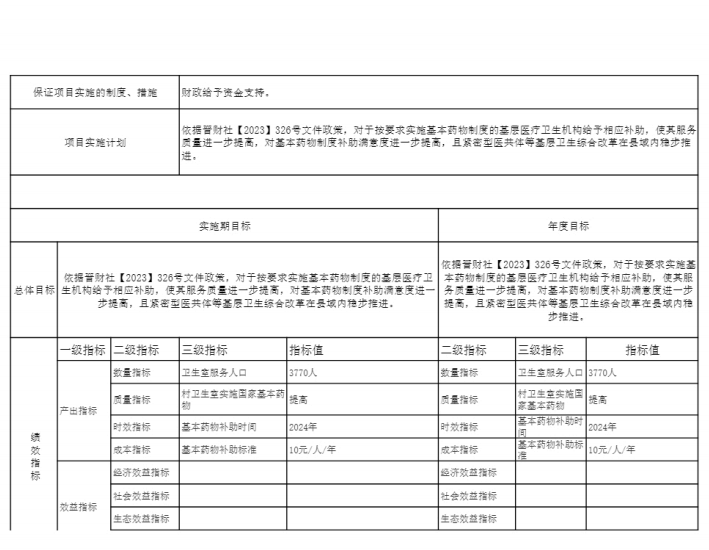 保证项目实施的制度、措施 财政给予资金支持。
项目实施计划
依据晋财社【2023】326号文件政策，对于按要求实施基本药物制度的基层医疗卫生机构给予相应补助，使其服务
质量进一步提高，对基本药物制度补助满意度进一步提高，且紧密型医共体等基层卫生综合改革在县域内稳步推
进。
实施期目标 年度目标
总体目标
依据晋财社【2023】326号文件政策，对于按要求实施基本药物制度的基层医疗卫
生机构给予相应补助，使其服务质量进一步提高，对基本药物制度补助满意度进一
步提高，且紧密型医共体等基层卫生综合改革在县域内稳步推进。
依据晋财社【2023】326号文件政策，对于按要求实施基
本药物制度的基层医疗卫生机构给予相应补助，使其服
务质量进一步提高，对基本药物制度补助满意度进一步
提高，且紧密型医共体等基层卫生综合改革在县域内稳
步推进。
绩
效
指
标
一级指标 二级指标 三级指标 指标值 二级指标 三级指标 指标值
产出指标
数量指标 卫生室服务人口 3770人 数量指标 卫生室服务人口 3770人
质量指标
村卫生室实施国家基本药
物
提高
质量指标
村卫生室实施国
家基本药物
提高
时效指标 基本药物补助时间 2024年 时效指标
基本药物补助时
间
2024年
成本指标 基本药物补助标准 10元/人/年 成本指标
基本药物补助标
准
10元/人/年
效益指标
经济效益指标 经济效益指标
社会效益指标 社会效益指标
生态效益指标 生态效益指标